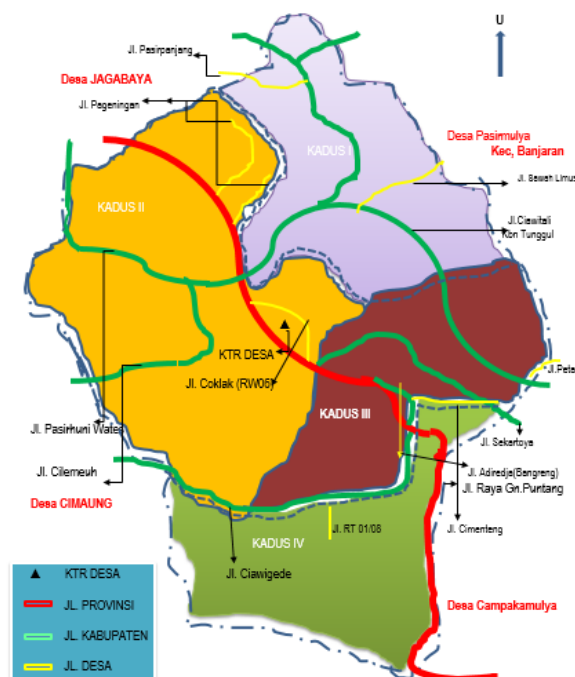 U
Jl. Pasirpanjang
Desa JAGABAYA
Jl. Pageningan
KADUS I
Desa Pasirmulya
Kec, Banjaran
Jl. Sawah Limus
KADUS II
Jl.Ciawitali
Kbn Tunggul
KTR DESA
Jl. Coklak (RW06)
Jl.Peta
KADUS III
Jl. Pasirhuni Wates
Jl. Sekartoya
Jl. Cilemeuh
Jl. Adiredja(Bangreng)
Jl. Raya Gn.Puntang
Desa CIMAUNG
Jl. RT 01/08
Jl. Cimenteng
KADUS IV
Jl. Ciawigede
KTR DESA
JL. PROVINSI
JL. KABUPATEN
JL. DESA
Desa Campakamulya